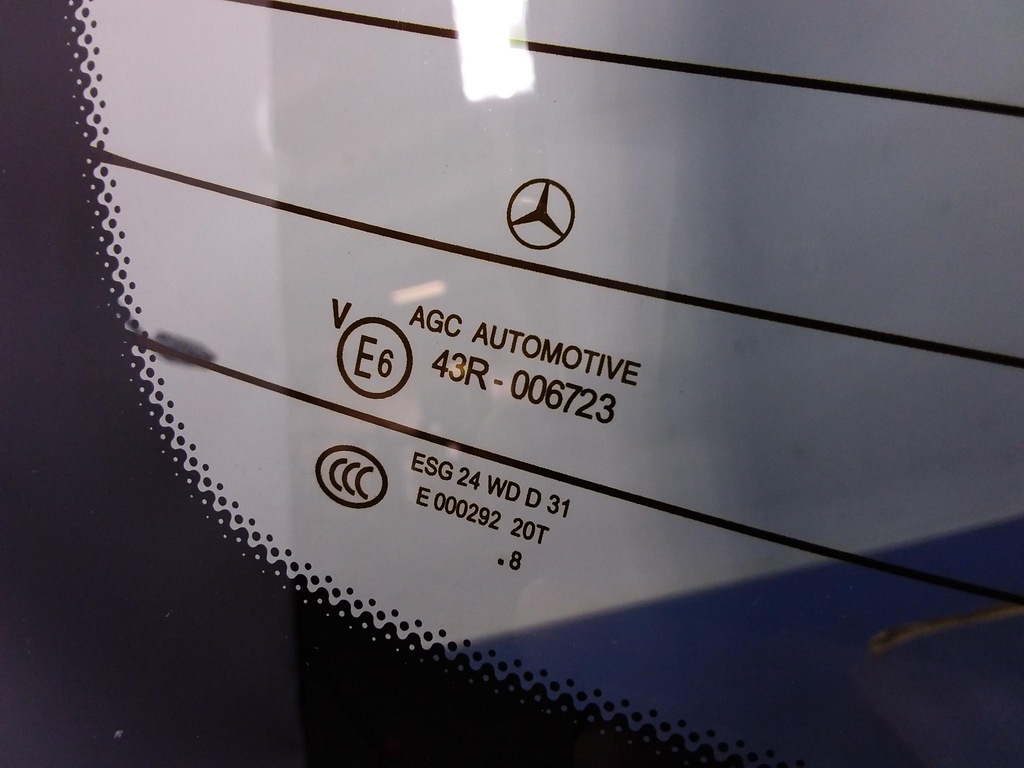 V
E6
AGC AUTOMOTIVE
43R - 006723
CCC
ESG 24 WD D 31
E 000292 20T
.8